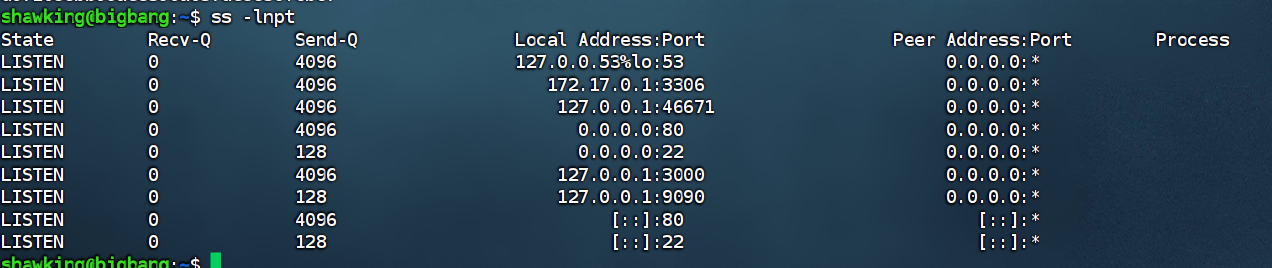 shawking@bigbang:~$ ss -lnpt
State Recv-Q Send-Q Local Address:Port Peer Address:Port Process
LISTEN 0 4096 127.0.0.53%lo:53 0.0.0.0:*
LISTEN 0 4096 172.17.0.1:3306 0.0.0.0:*
LISTEN 0 4096 127.0.0.1:46671 0.0.0.0:*
LISTEN 0 4096 0.0.0.0:80 0.0.0.0:*
LISTEN 0 128 0.0.0.0:22 0.0.0.0:*
LISTEN 0 4096 127.0.0.1:3000 0.0.0.0:*
LISTEN 0 128 127.0.0.1:9090 0.0.0.0:*
LISTEN 0 4096 [::]:80 [::]:*
LISTEN 0 128 [::]:22 [::]:*
shawking@bigbang:~$